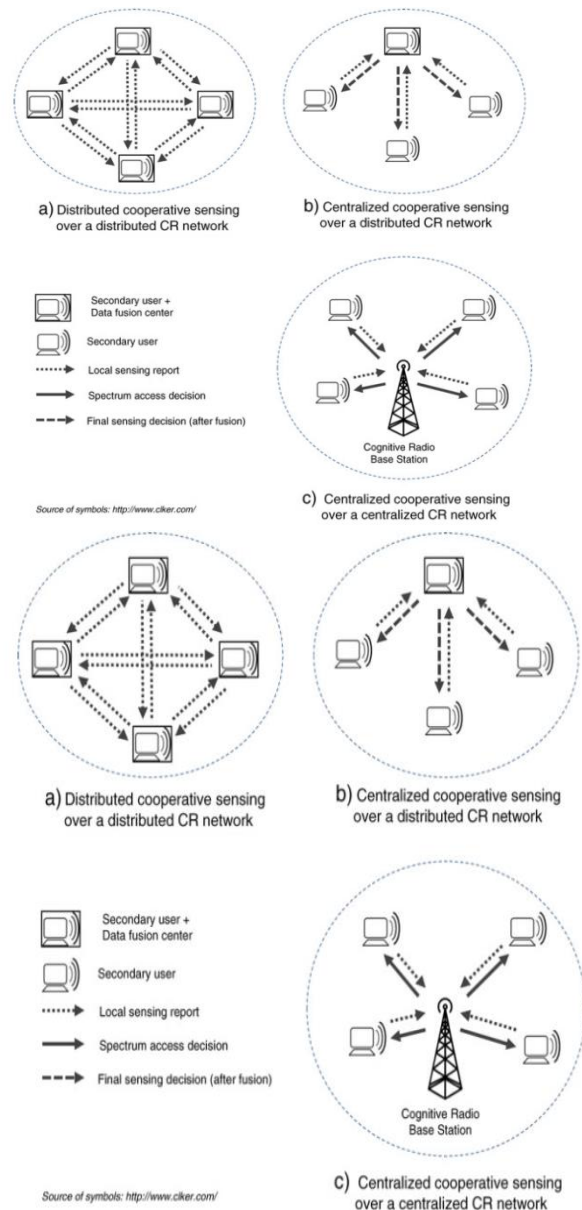 a) Distributed cooperative sensing
over a distributed CR network
b) Centralized cooperative sensing
over a distributed CR network
Secondary user +
Data fusion center
Secondary user
Local sensing report
Spectrum access decision
Final sensing decision (after fusion)
Cognitive Radio
Base Station
Source of symbols: http://www.clker.com/
c) Centralized cooperative sensing
over a centralized CR network
a) Distributed cooperative sensing
over a distributed CR network
b) Centralized cooperative sensing
over a distributed CR network
Secondary user +
Data fusion center
Secondary user
Local sensing report
Spectrum access decision
Final sensing decision (after fusion)
Cognitive Radio
Base Station
Source of symbols: http://www.clker.com/
c) Centralized cooperative sensing
over a centralized CR network